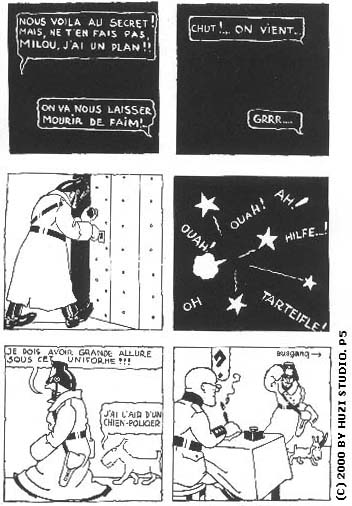 NOUS VOILA AU SECRET!
MAIS, NE T'EN FAIS PAS,
MILOU, J'AI UN PLAN!!
ON VA NOUS LAISSER
MOURIR DE FAIM!
CHUT!... ON VIENT...
GRRR....
OUAH!
OUAH!
AH!
HILFE...!
OH
TARTEIFLE!
JE DOIS AVOIR GRANDE ALLURE
SOUS CET UNIFORME!!!
J'AI L'AIR D'UN
CHIEN-POLICIER
ausgang →
?
(C) 2000 BY HUZI STUDIO. P5